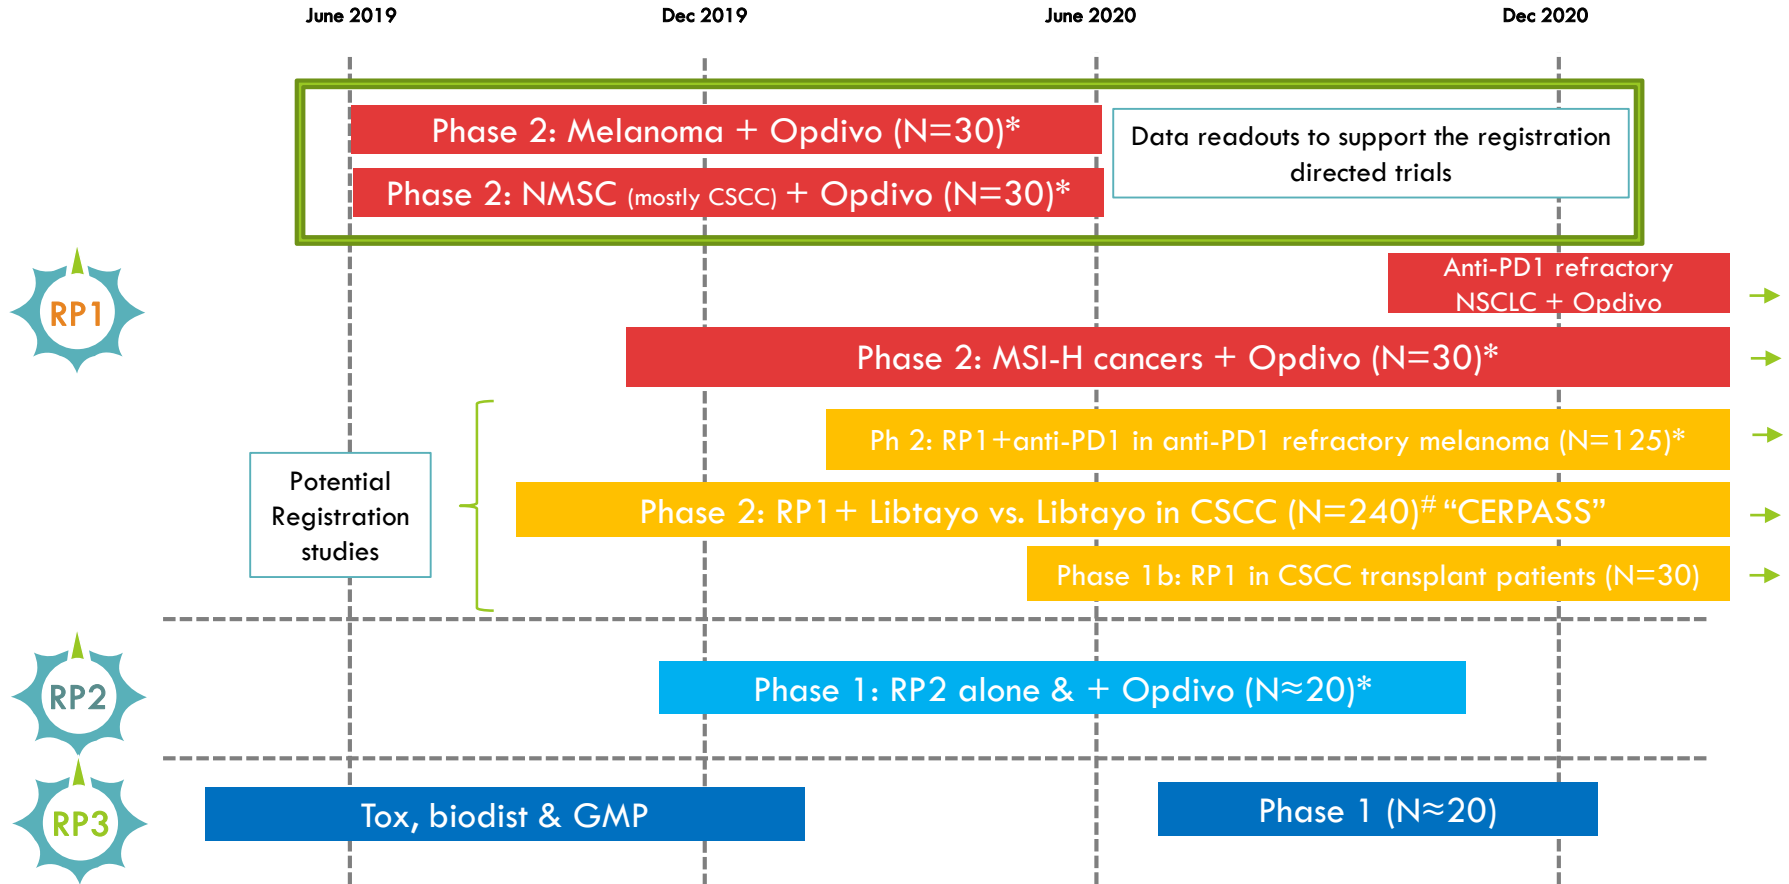 June 2019
Dec 2019
June 2020
Dec 2020
Phase 2: Melanoma + Opdivo (N=30)*
Phase 2: NMSC (mostly CSCC) + Opdivo (N=30)*
Data readouts to support the registration
directed trials
RP1
Anti-PD1 refractory
NSCLC + Opdivo
Phase 2: MSI-H cancers + Opdivo (N=30)*
Potential
Registration
studies
Ph 2: RP1+anti-PD1 in anti-PD1 refractory melanoma (N=125)*
Phase 2: RP1+ Libtayo vs. Libtayo in CSCC (N=240)# “CERPASS”
Phase 1b: RP1 in CSCC transplant patients (N=30)
RP2
Phase 1: RP2 alone & + Opdivo (N≈20)*
RP3
Tox, biodist & GMP
Phase 1 (N≈20)